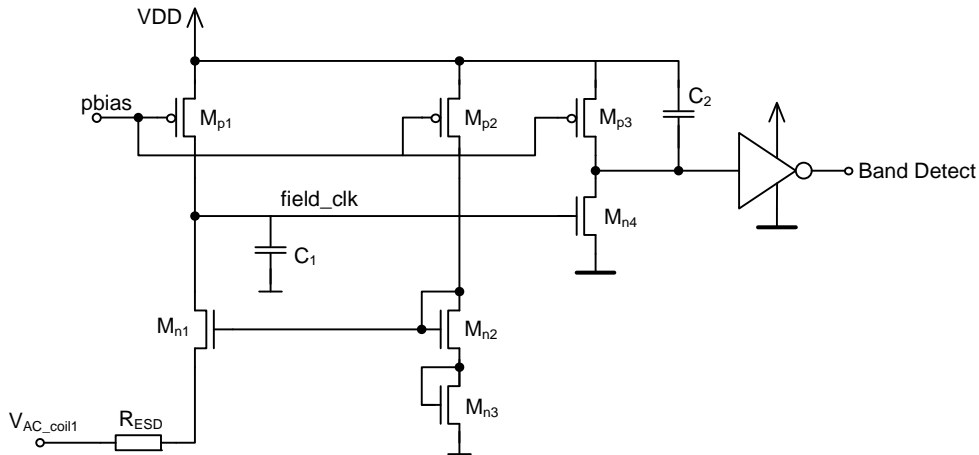 VDD
pbias
Mp1
Mp2
Mp3
C2
Band Detect
field_clk
Mn4
C1
Mn1
Mn2
Mn3
VAC_coil1
RESD